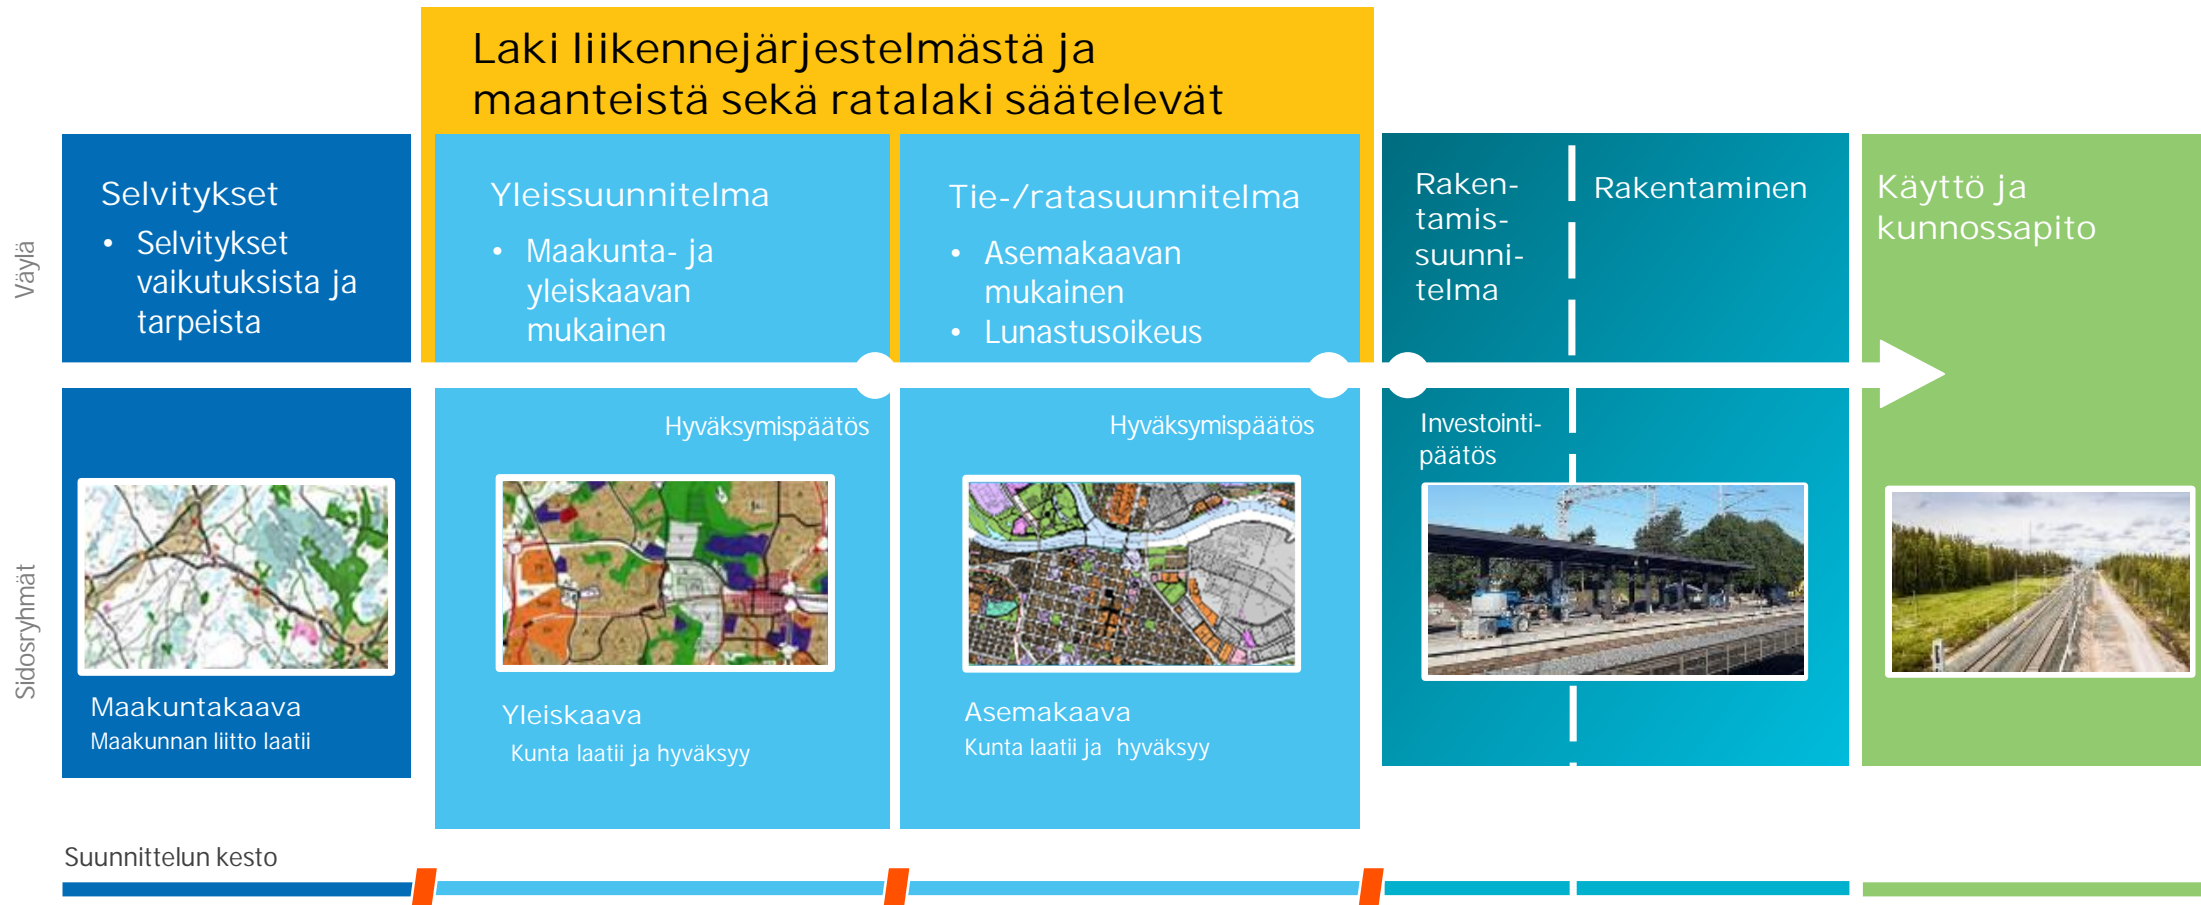 Laki liikennejärjestelmästä ja
maanteistä sekä ratalaki säätelevät
Väylä
Selvitykset
• Selvitykset
vaikutuksista ja
tarpeista
Yleissuunnitelma
• Maakunta- ja
yleiskaavan
mukainen
Tie-/ratasuunnitelma
• Asemakaavan
mukainen
• Lunastusoikeus
Raken-
tamis-
suunni-
telma
Rakentaminen
Käyttö ja
kunnossapito
Sidosryhmät
Hyväksymispäätös
Hyväksymispäätös
Investointi-
päätös
Maakuntakaava
Maakunnan liitto laatii
Yleiskaava
Kunta laatii ja hyväksyy
Asemakaava
Kunta laatii ja hyväksyy
Suunnittelun kesto